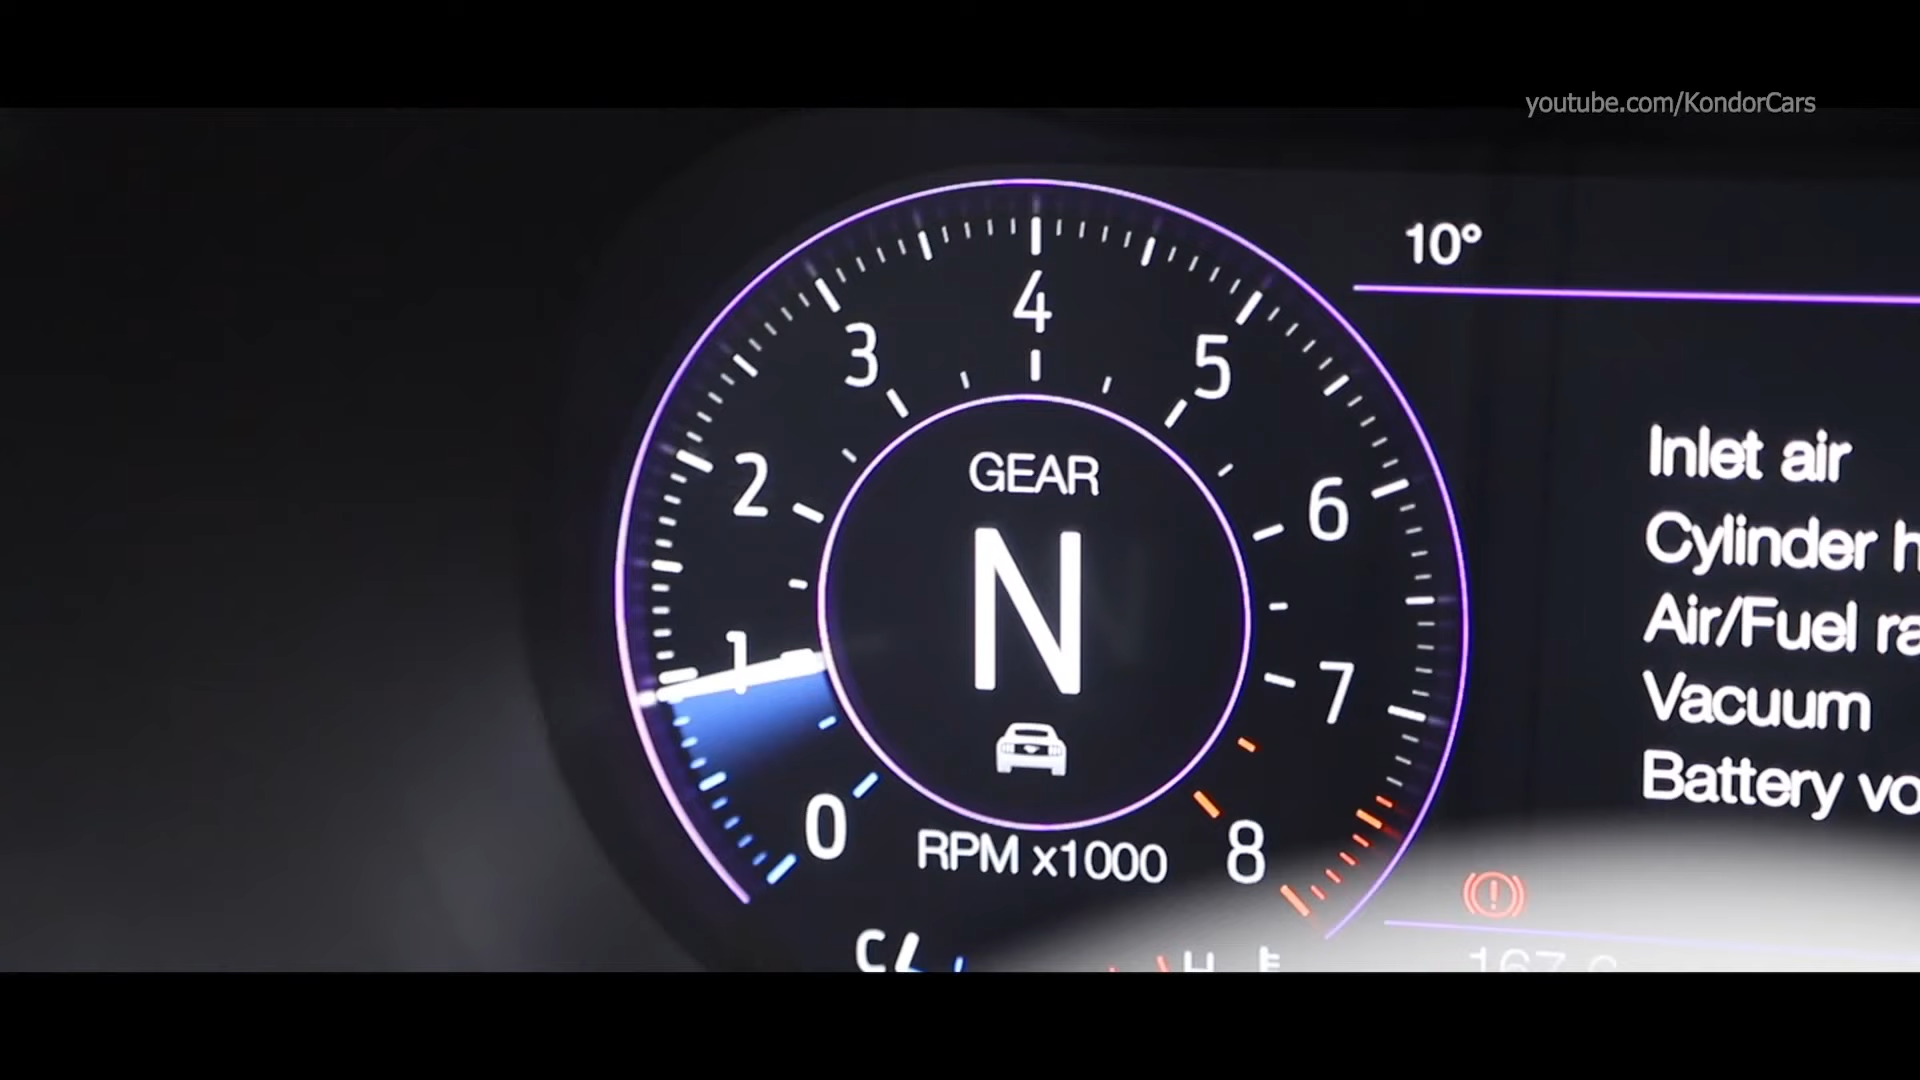 youtube.com/KondorCars
10°
4
3
5
2
6
1
7
0
8
GEAR
N
RPM x1000
Inlet air
Cylinder h
Air/Fuel ra
Vacuum
Battery vo
C
H